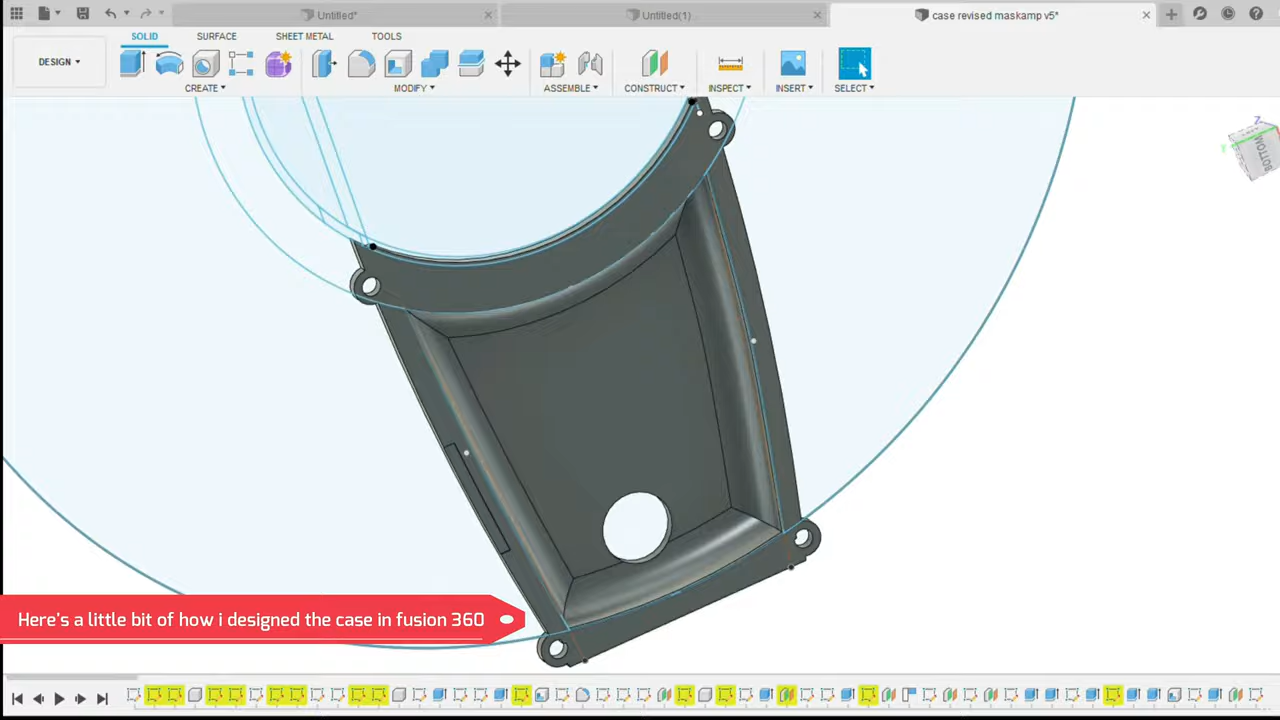 Untitled*
Untitled(1)
case revised maskamp v5*
DESIGN
SOLID
SURFACE
SHEET METAL
TOOLS
CREATE
MODIFY
ASSEMBLE
CONSTRUCT
INSPECT
INSERT
SELECT
Z
Y
BOTTOM
Here's a little bit of how i designed the case in fusion 360